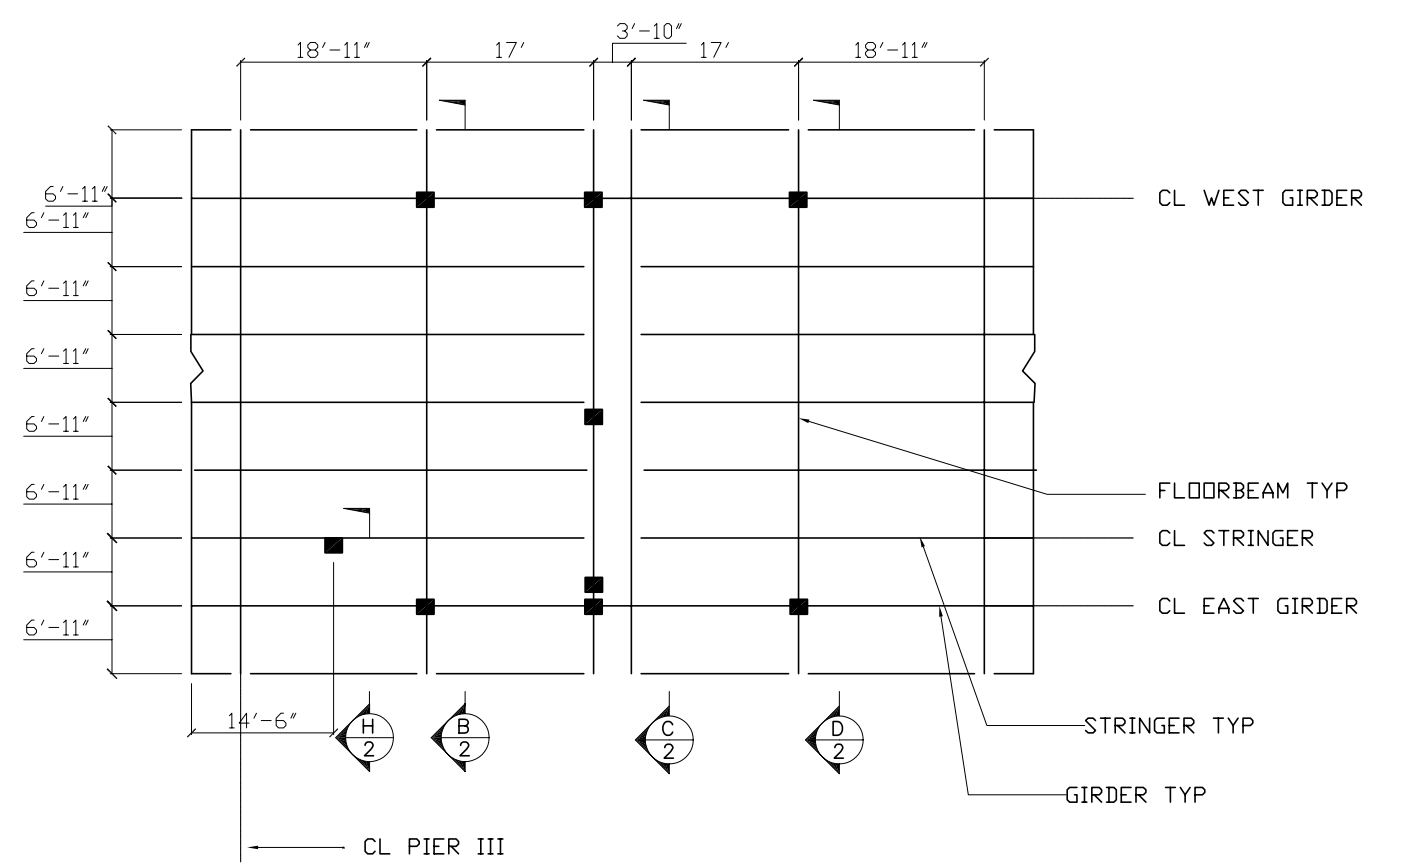 3'-10"
18'-11" 17' 17' 18'-11"
6'-11" CL WEST GIRDER
6'-11"
6'-11"
6'-11"
6'-11"
6'-11" FLOORBEAM TYP
CL STRINGER
6'-11"
CL EAST GIRDER
6'-11"
14'-6" H B C D STRINGER TYP
2 2 2 2
GIRDER TYP
CL PIER III